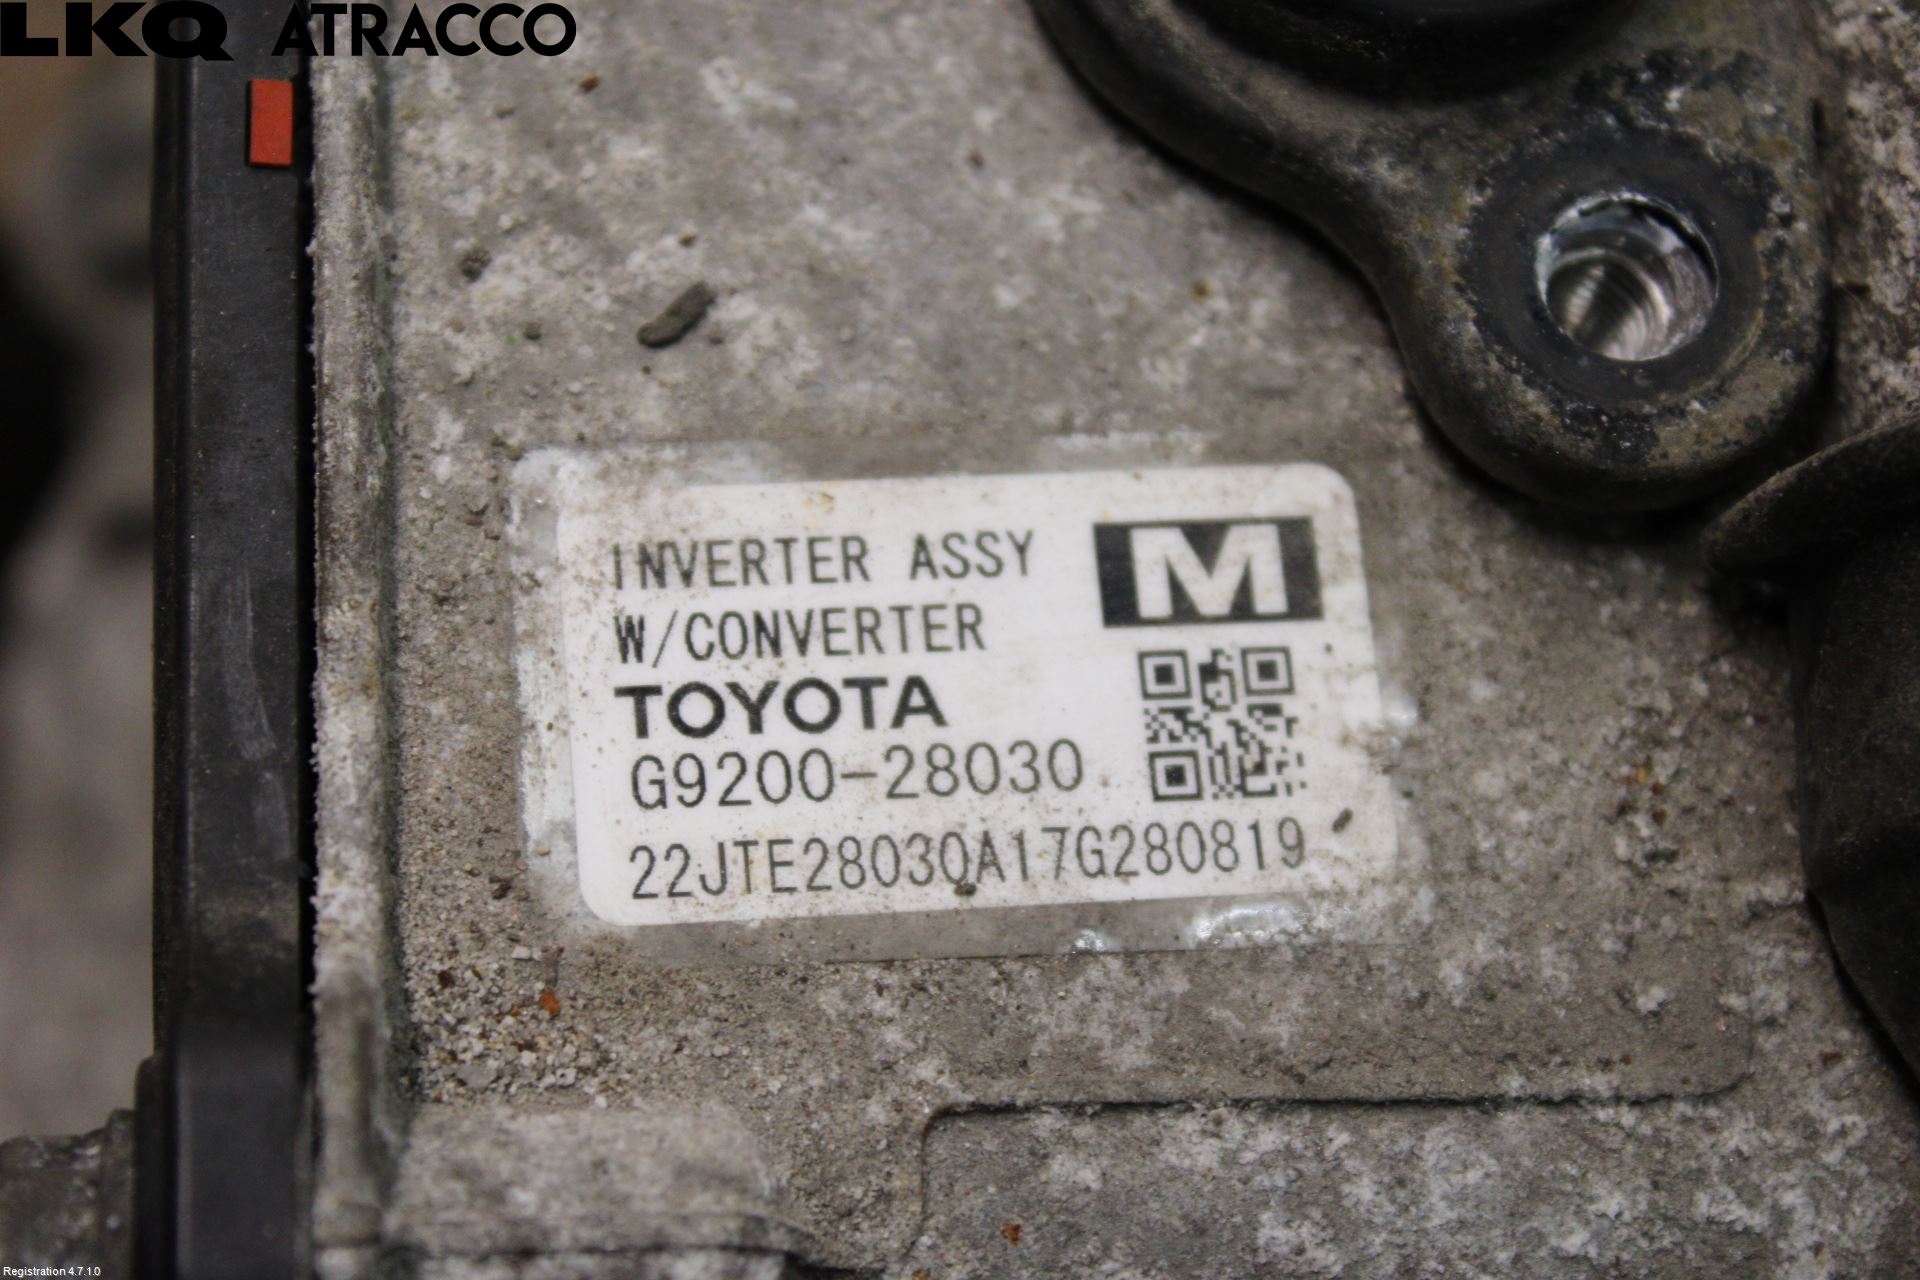 LKQ ATRACCO
INVERTER ASSY
M
W/CONVERTER
TOYOTA
G9200-28030
22JTE28030A17G280819
Registration 4.7.1.0